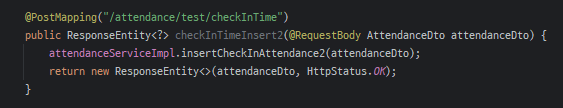 @PostMapping("/attendance/test/checkInTime")
public ResponseEntity<?> checkInTimeInsert2(@RequestBody AttendanceDto attendanceDto) {
attendanceServiceImpl.insertCheckInAttendance2(attendanceDto);
return new ResponseEntity<>(attendanceDto, HttpStatus.OK);
}